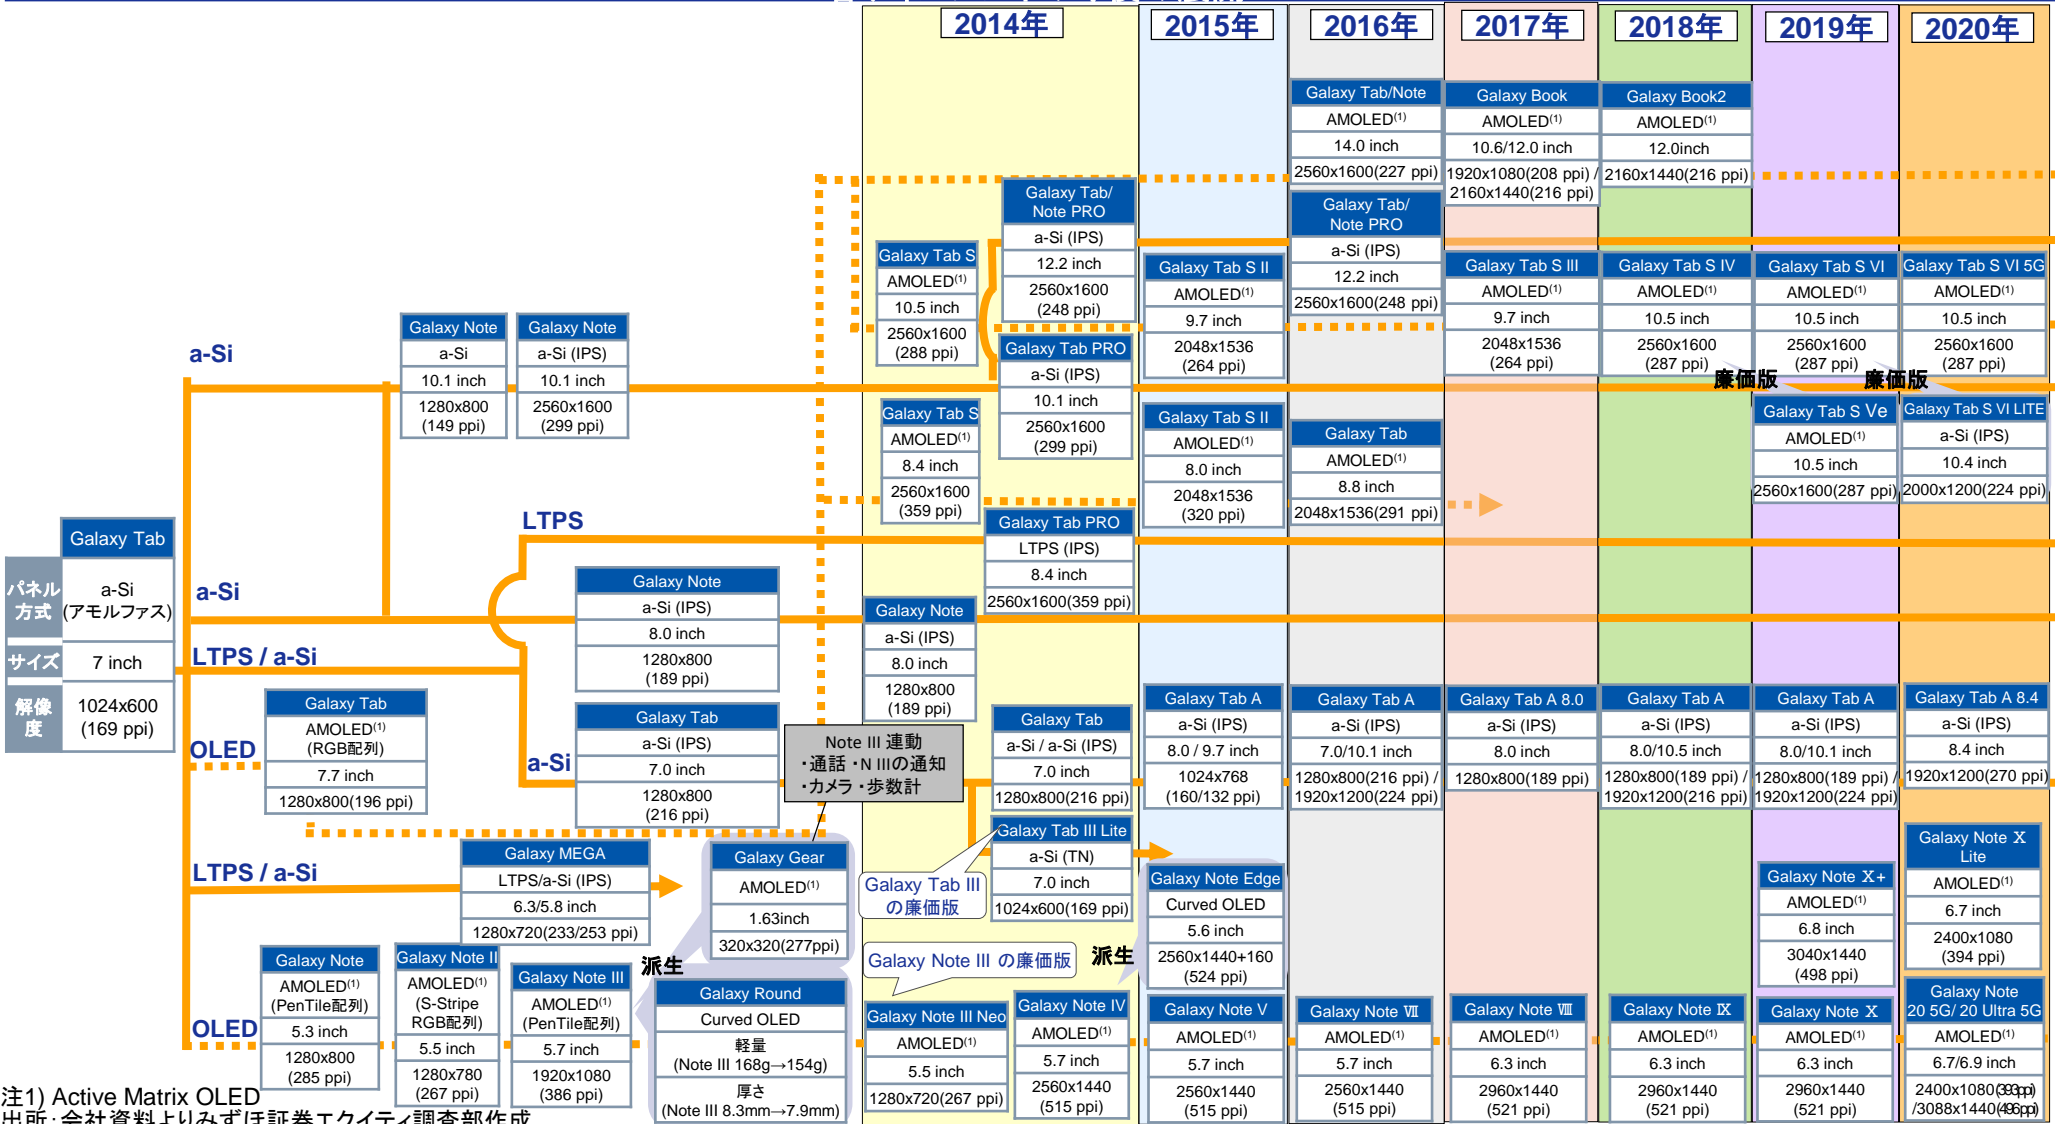 2014年
2015年
2016年
2017年
2018年
2019年
2020年
Galaxy Tab/Note
AMOLED(1)
14.0 inch
2560x1600(227 ppi)
Galaxy Book
AMOLED(1)
10.6/12.0 inch
1920x1080(208 ppi) /
2160x1440(216 ppi)
Galaxy Book2
AMOLED(1)
12.0inch
2160x1440(216 ppi)
Galaxy Tab/
Note PRO
a-Si (IPS)
12.2 inch
2560x1600
(248 ppi)
Galaxy Tab/
Note PRO
a-Si (IPS)
12.2 inch
2560x1600(248 ppi)
Galaxy Tab S
AMOLED(1)
10.5 inch
2560x1600
(288 ppi)
Galaxy Tab S II
AMOLED(1)
9.7 inch
2048x1536
(264 ppi)
Galaxy Tab S III
AMOLED(1)
9.7 inch
2048x1536
(264 ppi)
Galaxy Tab S IV
AMOLED(1)
10.5 inch
2560x1600
(287 ppi)
Galaxy Tab S VI
AMOLED(1)
10.5 inch
2560x1600
(287 ppi)
Galaxy Tab S VI 5G
AMOLED(1)
10.5 inch
2560x1600
(287 ppi)
廉価版
廉価版
a-Si
Galaxy Note
a-Si
10.1 inch
1280x800
(149 ppi)
Galaxy Note
a-Si (IPS)
10.1 inch
2560x1600
(299 ppi)
Galaxy Tab PRO
a-Si (IPS)
10.1 inch
2560x1600
(299 ppi)
Galaxy Tab S
AMOLED(1)
8.4 inch
2560x1600
(359 ppi)
Galaxy Tab S II
AMOLED(1)
8.0 inch
2048x1536
(320 ppi)
Galaxy Tab
AMOLED(1)
8.8 inch
2048x1536(291 ppi)
Galaxy Tab S Ve
AMOLED(1)
10.5 inch
2560x1600(287 ppi)
Galaxy Tab S VI LITE
a-Si (IPS)
10.4 inch
2000x1200(224 ppi)
LTPS
Galaxy Tab PRO
LTPS (IPS)
8.4 inch
2560x1600(359 ppi)
Galaxy Tab
パネル
方式
a-Si
(アモルファス)
サイズ
7 inch
解像
度
1024x600
(169 ppi)
a-Si
Galaxy Note
a-Si (IPS)
8.0 inch
1280x800
(189 ppi)
Galaxy Note
a-Si (IPS)
8.0 inch
1280x800
(189 ppi)
LTPS / a-Si
OLED
Galaxy Tab
AMOLED(1)
(RGB配列)
7.7 inch
1280x800(196 ppi)
a-Si
Galaxy Tab
a-Si (IPS)
7.0 inch
1280x800
(216 ppi)
Note III 連動
・通話・N IIIの通知
・カメラ・歩数計
Galaxy Tab
a-Si / a-Si (IPS)
7.0 inch
1280x800(216 ppi)
Galaxy Tab A
a-Si (IPS)
8.0 / 9.7 inch
1024x768
(160/132 ppi)
Galaxy Tab A
a-Si (IPS)
7.0/10.1 inch
1280x800(216 ppi) /
1920x1200(224 ppi)
Galaxy Tab A 8.0
a-Si (IPS)
8.0 inch
1280x800(189 ppi)
Galaxy Tab A
a-Si (IPS)
8.0/10.5 inch
1280x800(189 ppi) /
1920x1200(216 ppi)
Galaxy Tab A
a-Si (IPS)
8.0/10.1 inch
1280x800(189 ppi) /
1920x1200(224 ppi)
Galaxy Tab A 8.4
a-Si (IPS)
8.4 inch
1920x1200(270 ppi)
LTPS / a-Si
Galaxy MEGA
LTPS/a-Si (IPS)
6.3/5.8 inch
1280x720(233/253 ppi)
Galaxy Gear
AMOLED(1)
1.63inch
320x320(277ppi)
Galaxy Tab III
の廉価版
Galaxy Tab III Lite
a-Si (TN)
7.0 inch
1024x600(169 ppi)
Galaxy Note Edge
Curved OLED
5.6 inch
2560x1440+160
(524 ppi)
Galaxy Note X+
AMOLED(1)
6.8 inch
3040x1440
(498 ppi)
Galaxy Note X
Lite
AMOLED(1)
6.7 inch
2400x1080
(394 ppi)
派生
Galaxy Note III の廉価版
派生
OLED
Galaxy Note
AMOLED(1)
(PenTile配列)
5.3 inch
1280x800
(285 ppi)
Galaxy Note II
AMOLED(1)
(S-Stripe
RGB配列)
5.5 inch
1280x780
(267 ppi)
Galaxy Note III
AMOLED(1)
(PenTile配列)
5.7 inch
1920x1080
(386 ppi)
Galaxy Round
Curved OLED
軽量
(Note III 168g→154g)
厚さ
(Note III 8.3mm→7.9mm)
Galaxy Note III Neo
AMOLED(1)
5.5 inch
1280x720(267 ppi)
Galaxy Note IV
AMOLED(1)
5.7 inch
2560x1440
(515 ppi)
Galaxy Note V
AMOLED(1)
5.7 inch
2560x1440
(515 ppi)
Galaxy Note Ⅶ
AMOLED(1)
5.7 inch
2560x1440
(515 ppi)
Galaxy Note Ⅷ
AMOLED(1)
6.3 inch
2960x1440
(521 ppi)
Galaxy Note Ⅸ
AMOLED(1)
6.3 inch
2960x1440
(521 ppi)
Galaxy Note X
AMOLED(1)
6.3 inch
2960x1440
(521 ppi)
Galaxy Note
20 5G/ 20 Ultra 5G
AMOLED(1)
6.7/6.9 inch
2400x1080
/3088x1440
注1) Active Matrix OLED
出所：会社資料よりみずほ証券エクイティ調査部作成